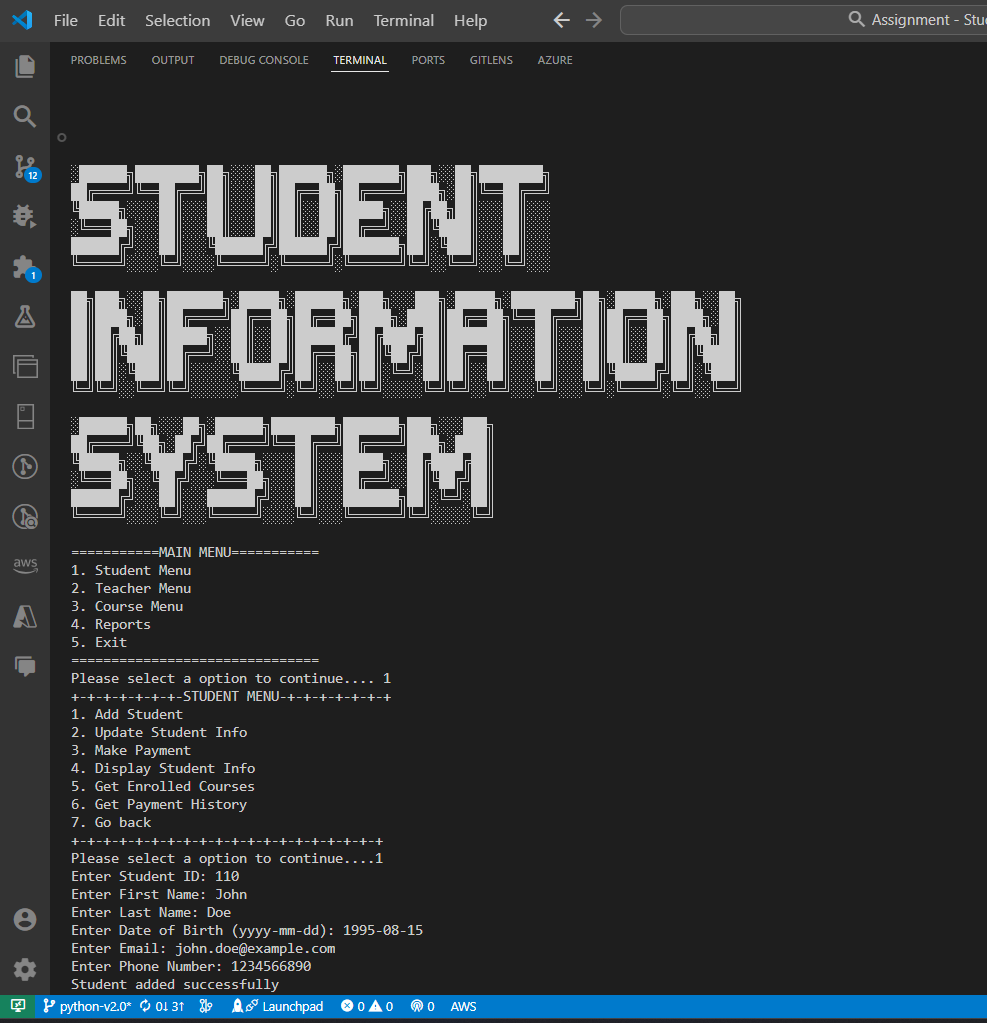 File Edit Selection View Go Run Terminal Help
Assignment - Stu
PROBLEMS OUTPUT DEBUG CONSOLE TERMINAL PORTS GITLENS AZURE
12
1
aws
STUDENT
INFORMATION
SYSTEM
===========MAIN MENU===========
1. Student Menu
2. Teacher Menu
3. Course Menu
4. Reports
5. Exit
===============================
Please select a option to continue.... 1
+-+-+-+-+-+-+-STUDENT MENU-+-+-+-+-+-+-+
1. Add Student
2. Update Student Info
3. Make Payment
4. Display Student Info
5. Get Enrolled Courses
6. Get Payment History
7. Go back
+-+-+-+-+-+-+-+-+-+-+-+-+-+-+-+-+-+-+-+
Please select a option to continue....1
Enter Student ID: 110
Enter First Name: John
Enter Last Name: Doe
Enter Date of Birth (yyyy-mm-dd): 1995-08-15
Enter Email: john.doe@example.com
Enter Phone Number: 1234566890
Student added successfully
python-v2.0* 0↓ 3↑ Launchpad 0 0 0 AWS